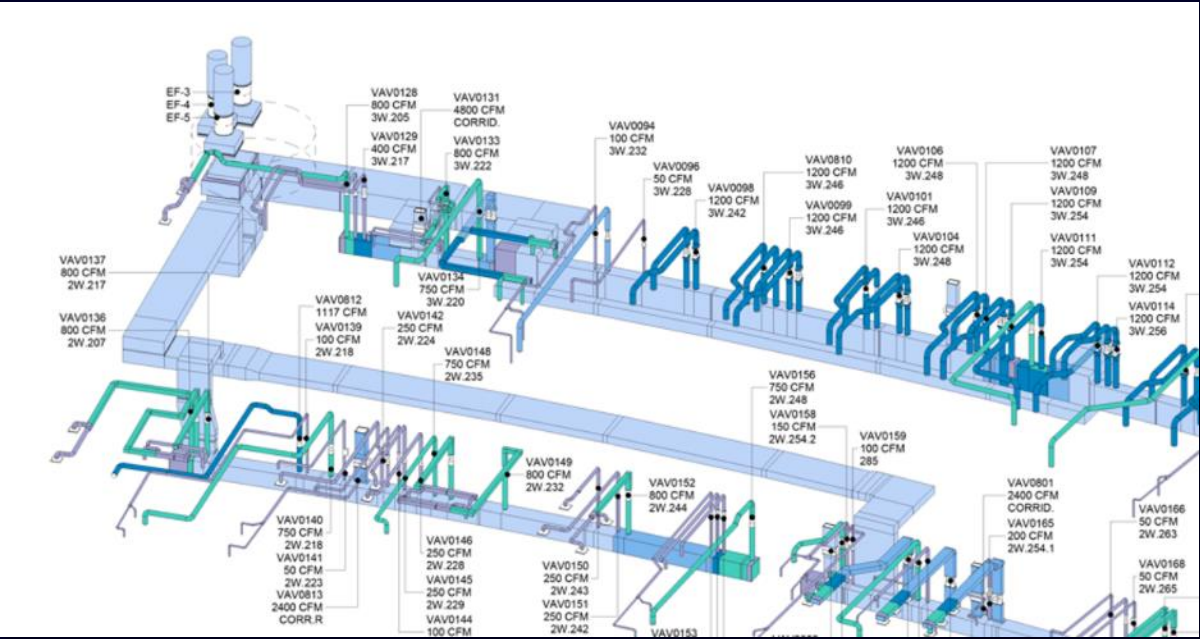 EF-3
EF-4
EF-5
VAV0128
800 CFM
3W.205
VAV0131
4800 CFM
CORRID.
VAV0129
400 CFM
3W.217
VAV0133
800 CFM
3W.222
VAV0094
100 CFM
3W.232
VAV0096
50 CFM
3W.228
VAV0098
1200 CFM
3W.242
VAV0810
1200 CFM
3W.246
VAV0099
1200 CFM
3W.246
VAV0106
1200 CFM
3W.248
VAV0101
1200 CFM
3W.246
VAV0104
1200 CFM
3W.248
VAV0107
1200 CFM
3W.248
VAV0109
1200 CFM
3W.254
VAV0111
1200 CFM
3W.254
VAV0112
1200 CFM
3W.254
VAV0114
1200 CFM
3W.256
VAV0137
800 CFM
2W.217
VAV0136
800 CFM
2W.207
VAV0134
750 CFM
3W.220
VAV0812
1117 CFM
VAV0139
100 CFM
2W.218
VAV0142
250 CFM
2W.224
VAV0148
750 CFM
2W.235
VAV0156
750 CFM
2W.248
VAV0158
150 CFM
2W.254.2
VAV0159
100 CFM
285
VAV0149
800 CFM
2W.232
VAV0152
800 CFM
2W.244
VAV0801
2400 CFM
CORRID.
VAV0165
200 CFM
2W.254.1
VAV0166
50 CFM
2W.263
VAV0168
50 CFM
2W.265
VAV0140
750 CFM
2W.218
VAV0141
50 CFM
2W.223
VAV0813
2400 CFM
CORR.R
VAV0146
250 CFM
2W.228
VAV0145
250 CFM
2W.229
VAV0144
100 CFM
VAV0150
250 CFM
2W.243
VAV0151
250 CFM
2W.242
VAV0153